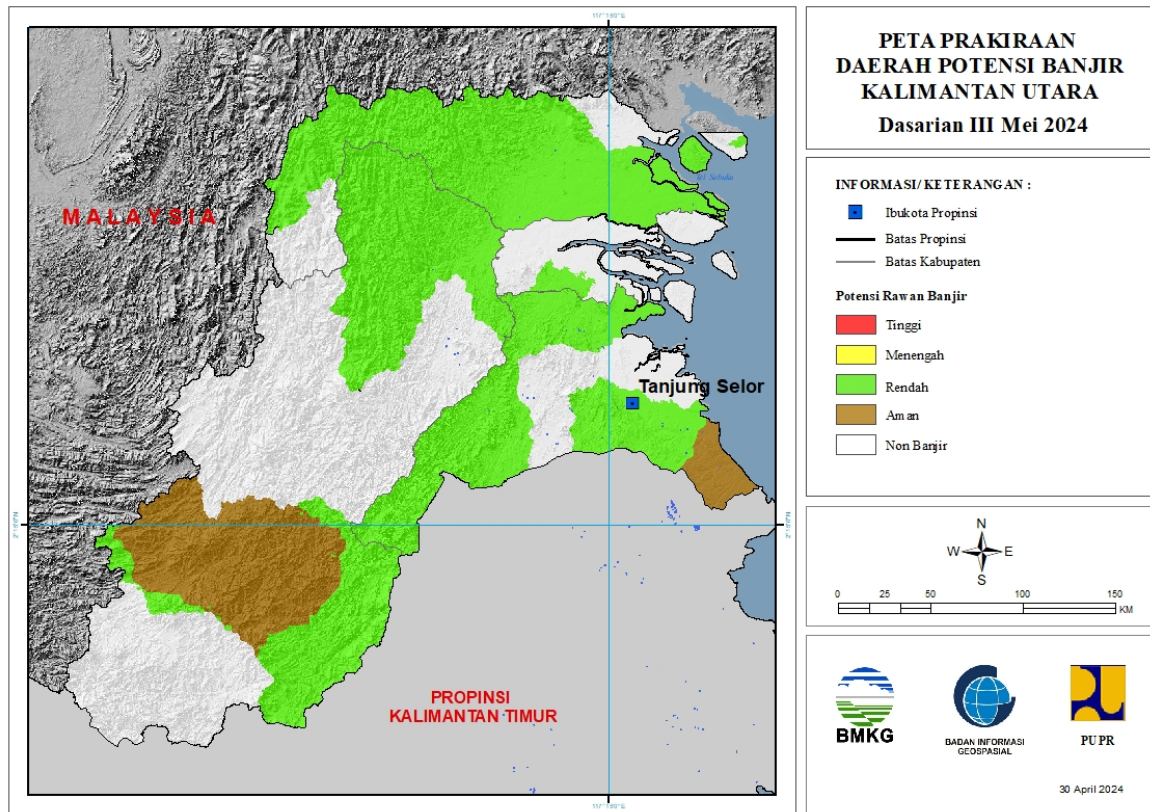 PETA PRAKIRAAN
DAERAH POTENSI BANJIR
KALIMANTAN UTARA
Dasarian III Mei 2024
INFORMASI/ KETERANGAN :
Ibukota Propinsi
Batas Propinsi
Batas Kabupaten
Potensi Rawan Banjir
Tinggi
Menengah
Rendah
Aman
Non Banjir
MALAYSIA
Tanjung Selor
PROPINSI
KALIMANTAN TIMUR
N
W E
S
0 25 50 100 150
KM
BMKG
BADAN INFORMASI
GEOSPASIAL
PUPR
30 April 2024